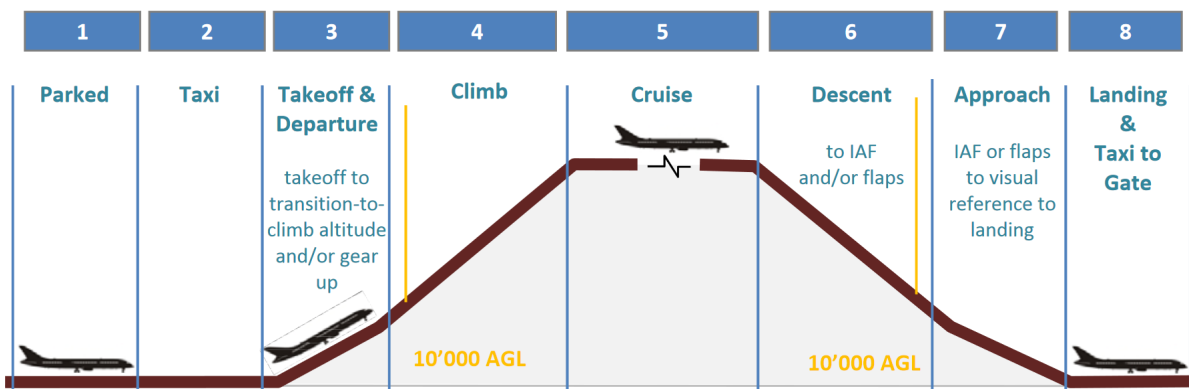 1
2
3
4
5
6
7
8
Parked
Taxi
Takeoff &
Departure
takeoff to
transition-to-
climb altitude
and/or gear
up
Climb
Cruise
Descent
to IAF
and/or flaps
Approach
IAF or flaps
to visual
reference to
landing
Landing
&
Taxi to
Gate
10’000 AGL
10’000 AGL